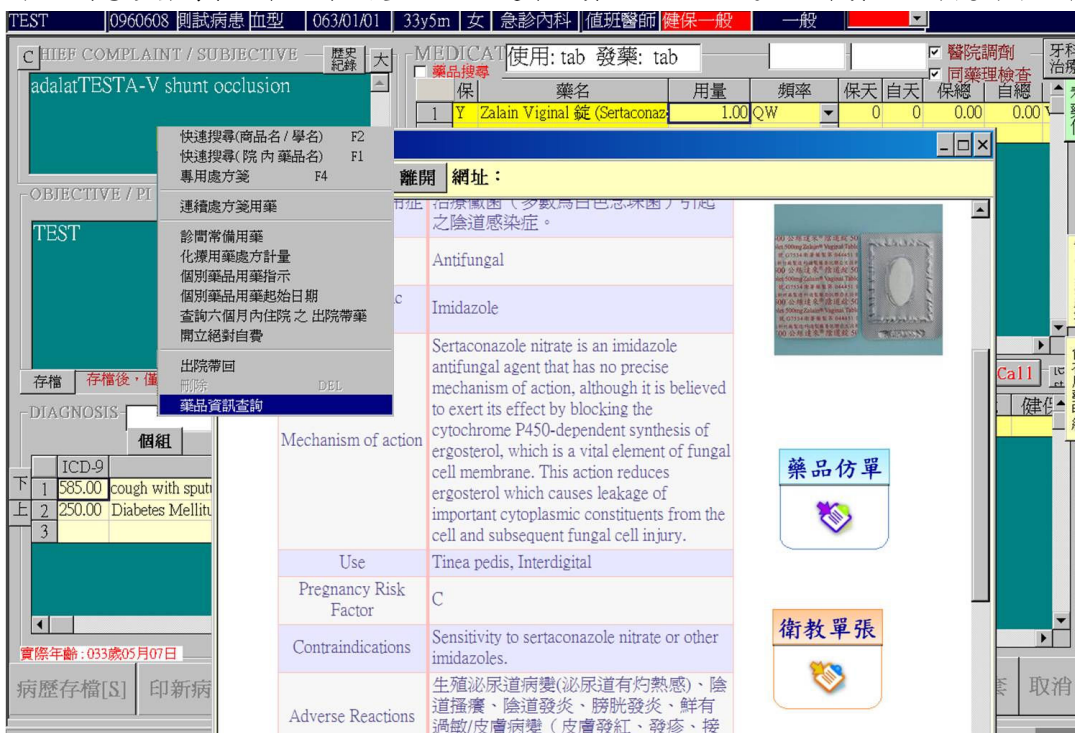 TEST 0960608 測試病患 血型 063/01/01 33y5m 女 急診內科 值班醫師 健保一般 一般
C HIEF COMPLAINT / SUBJECTIVE 歷史紀錄 大
adalatTESTA-V shunt occlusion
MEDICAT 使用: tab 發藥: tab
醫院調劑
藥品搜尋
同藥理檢查
牙科
治療
保 藥名 用量 頻率 保天 自天 保總 自總
1 Y Zalain Viginal 錠 (Sertaconaz 1.00 QW 0 0 0.00 0.00
快速搜尋(商品名 / 學名) F2
快速搜尋( 院 內 藥品名) F1
專用處方箋 F4
連續處方箋用藥
診間常備用藥
化療用藥處方計量
個別藥品用藥指示
個別藥品用藥起始日期
查詢六個月內住院 之 出院帶藥
開立絕對自費
出院帶回
刪除 DEL
藥品資訊查詢
OBJECTIVE / PI
TEST
存檔 存檔後，僅
DIAGNOSIS
個組
ICD-9
下 1 585.00 cough with sputu
上 2 250.00 Diabetes Mellitu
3
實際年齡 : 033歲05月07日
病歷存檔[S] 印新病
離開 網址：
治療黴菌（多數為白色念珠菌）引起
之陰道感染症。
Antifungal
Imidazole
Mechanism of action
Sertaconazole nitrate is an imidazole
antifungal agent that has no precise
mechanism of action, although it is believed
to exert its effect by blocking the
cytochrome P450-dependent synthesis of
ergosterol, which is a vital element of fungal
cell membrane. This action reduces
ergosterol which causes leakage of
important cytoplasmic constituents from the
cell and subsequent fungal cell injury.
Use Tinea pedis, Interdigital
Pregnancy Risk
Factor
C
Contraindications
Sensitivity to sertaconazole nitrate or other
imidazoles.
Adverse Reactions
生殖泌尿道病變(泌尿道有灼熱感)、陰
道搔癢、陰道發炎、膀胱發炎、鮮有
過敏/皮膚病變（皮膚發紅、發疹、接
藥品仿單
衛教單張
Call
健保
取消